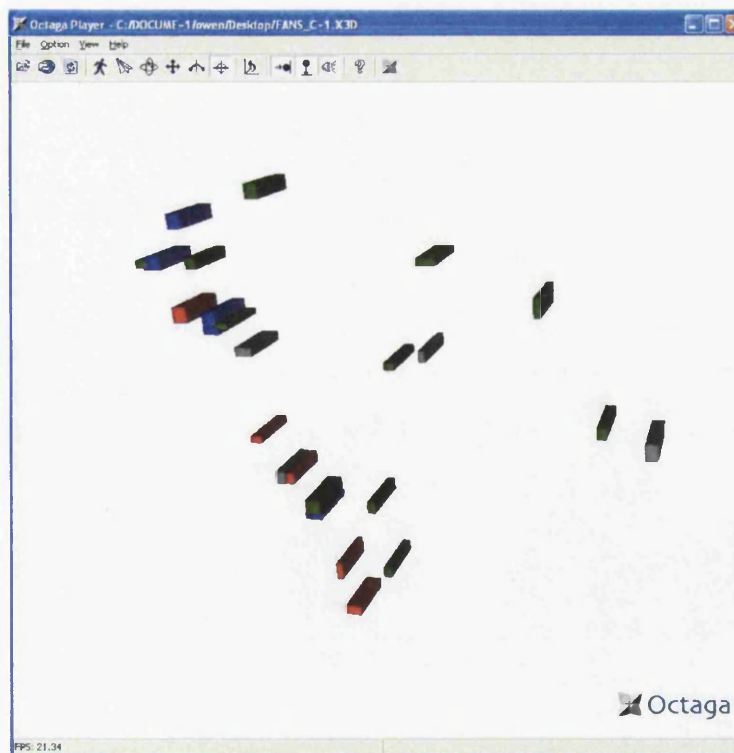 Octaga Player - C:/DOCUME~1/owen/Desktop/FANS_C-1.X3D
File Option View Help
Octaga
FPS: 21.34